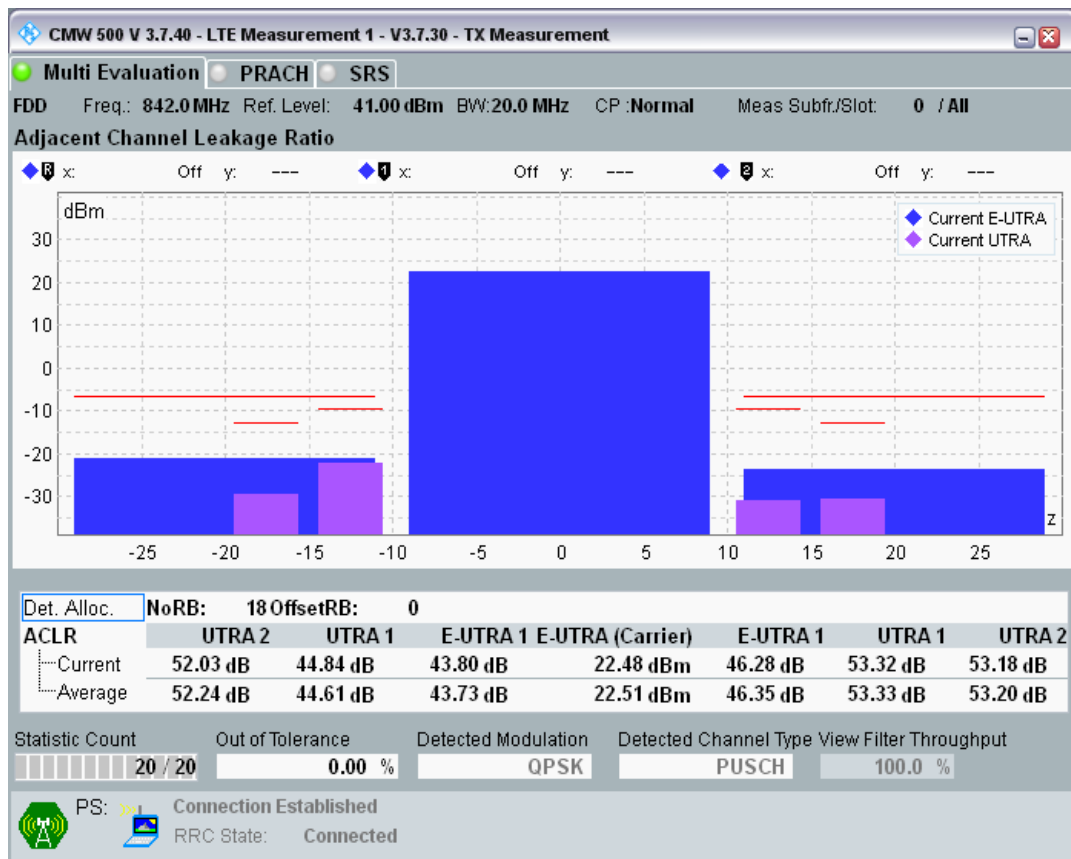 CMW 500 V 3.7.40 - LTE Measurement 1 - V3.7.30 - TX Measurement
Multi Evaluation PRACH SRS
FDD Freq.: 842.0 MHz Ref. Level: 41.00 dBm BW:20.0 MHz CP :Normal Meas Subfr./Slot: 0 / All
Adjacent Channel Leakage Ratio
R x: Off y: --- 1 x: Off y: --- 2 x: Off y: ---
dBm
Current E-UTRA
Current UTRA
30
20
10
0
-10
-20
-30
z
-25 -20 -15 -10 -5 0 5 10 15 20 25
Det. Alloc. NoRB: 18 OffsetRB: 0
ACLR UTRA 2 UTRA 1 E-UTRA 1 E-UTRA (Carrier) E-UTRA 1 UTRA 1 UTRA 2
Current 52.03 dB 44.84 dB 43.80 dB 22.48 dBm 46.28 dB 53.32 dB 53.18 dB
Average 52.24 dB 44.61 dB 43.73 dB 22.51 dBm 46.35 dB 53.33 dB 53.20 dB
Statistic Count Out of Tolerance Detected Modulation Detected Channel Type View Filter Throughput
20 / 20 0.00 % QPSK PUSCH 100.0 %
PS: Connection Established
RRC State: Connected